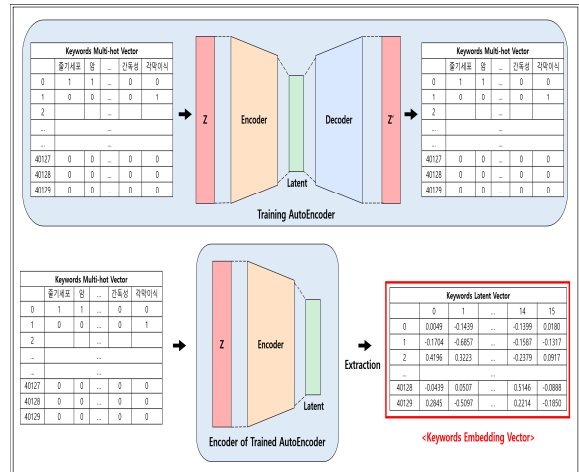 Keywords Multi-hot Vector
줄기세포 암 ... 간독성 각막이식
0 1 1 ... 0 0
1 0 0 ... 0 1
2 ...
... ...
... ...
40127 0 0 ... 0 0
40128 0 0 ... 0 0
40129 0 0 ... 0 0
Z
Encoder
Latent
Decoder
Z'
Keywords Multi-hot Vector
줄기세포 암 ... 간독성 각막이식
0 1 1 ... 0 0
1 0 0 ... 0 1
2 ...
... ...
... ...
40127 0 0 ... 0 0
40128 0 0 ... 0 0
40129 0 0 ... 0 0
Training AutoEncoder
Keywords Multi-hot Vector
줄기세포 암 ... 간독성 각막이식
0 1 1 ... 0 0
1 0 0 ... 0 1
2 ...
... ...
... ...
40127 0 0 ... 0 0
40128 0 0 ... 0 0
40129 0 0 ... 0 0
Z
Encoder
Latent
Encoder of Trained AutoEncoder
Extraction
Keywords Latent Vector
0 1 ... 14 15
0 0.0049 -0.1439 ... -0.1399 0.0180
1 -0.1704 -0.6857 ... -0.1587 -0.1317
2 0.4196 0.3223 ... -0.2379 0.0917
... ...
40128 -0.0439 0.0507 ... 0.5146 -0.0888
40129 0.2845 -0.5097 ... 0.2214 -0.1850
<Keywords Embedding Vector>